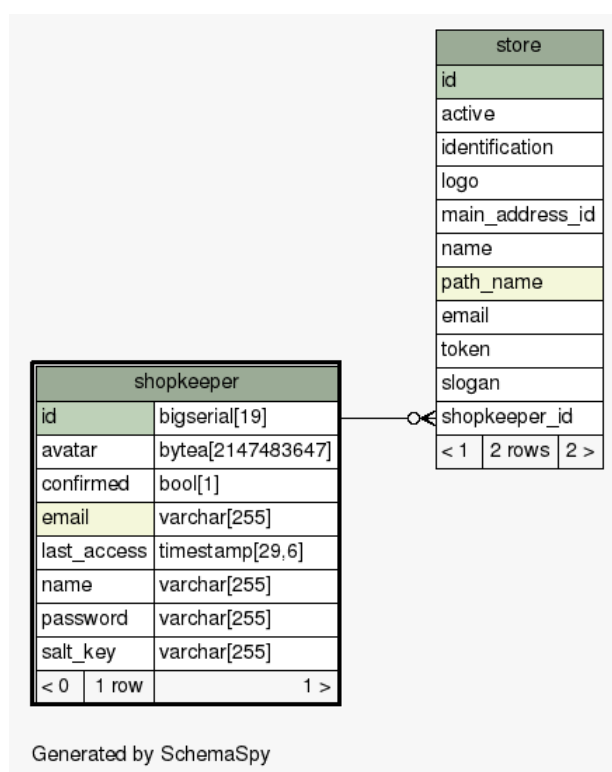 store
id
active
identification
logo
main_address_id
name
path_name
email
token
slogan
shopkeeper_id
< 1 2 rows 2 >
shopkeeper
id bigserial[19]
avatar bytea[2147483647]
confirmed bool[1]
email varchar[255]
last_access timestamp[29,6]
name varchar[255]
password varchar[255]
salt_key varchar[255]
< 0 1 row 1 >
Generated by SchemaSpy